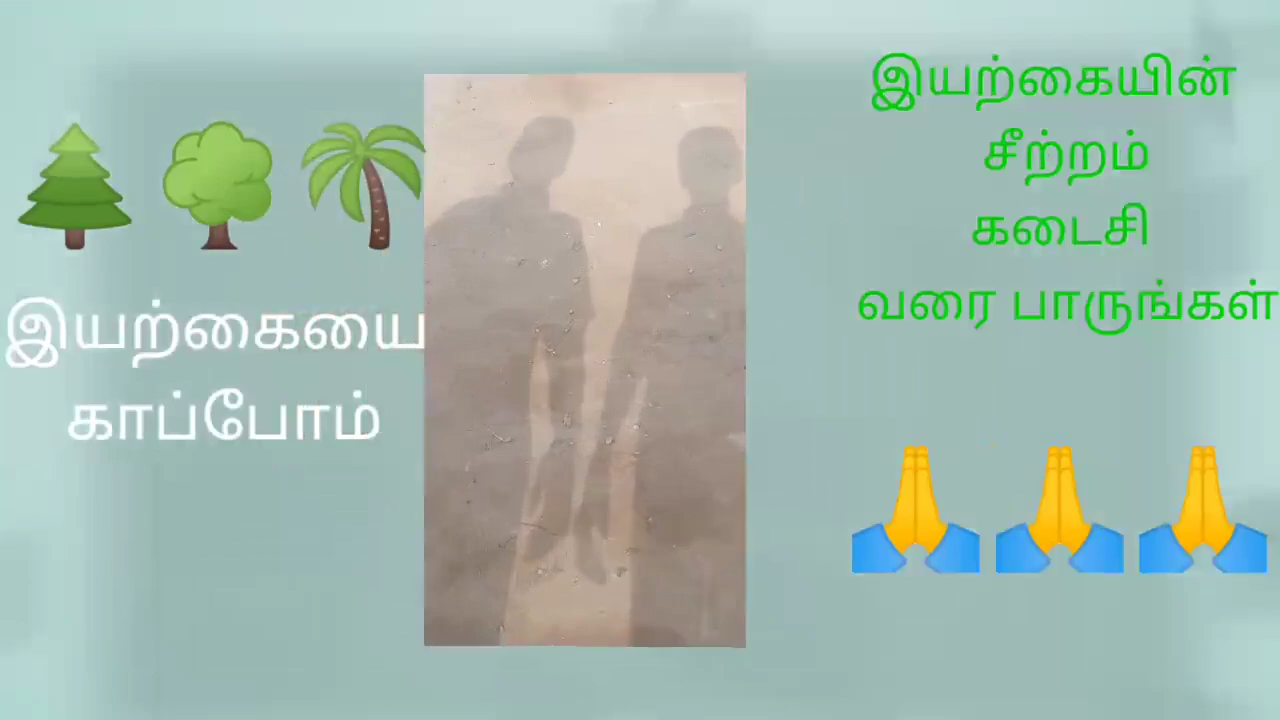 இயற்கையை
காப்போம்
இயற்கையின்
சீற்றம்
கடைசி
வரை பாருங்கள்